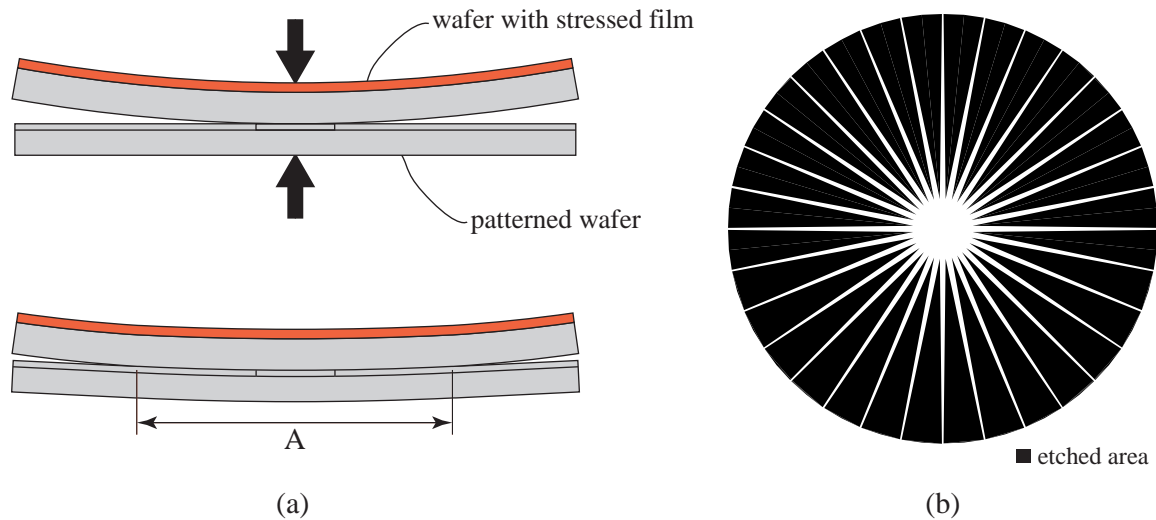 wafer with stressed film
patterned wafer
A
etched area
(a)
(b)